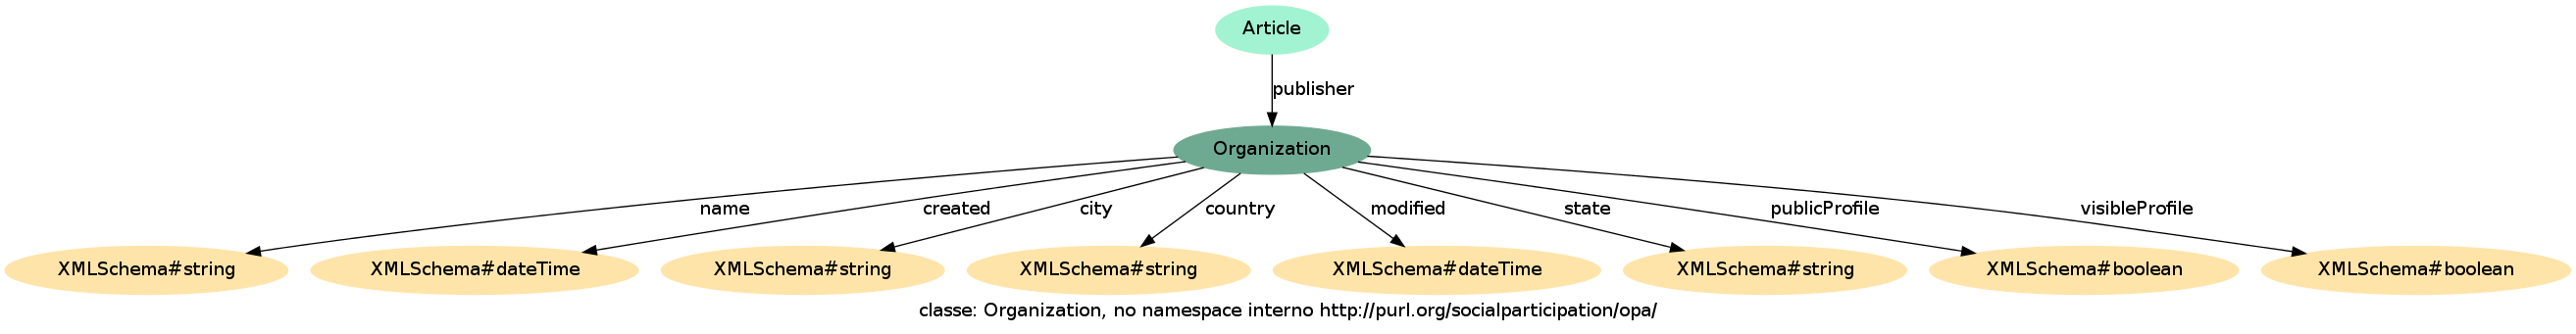 Article
publisher
Organization
name created city country modified state publicProfile visibleProfile
XMLSchema#string XMLSchema#dateTime XMLSchema#string XMLSchema#string XMLSchema#dateTime XMLSchema#string XMLSchema#boolean XMLSchema#boolean
classe: Organization, no namespace interno http://purl.org/socialparticipation/opa/